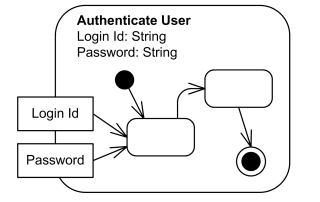 Authenticate User
Login Id: String
Password: String
Login Id
Password